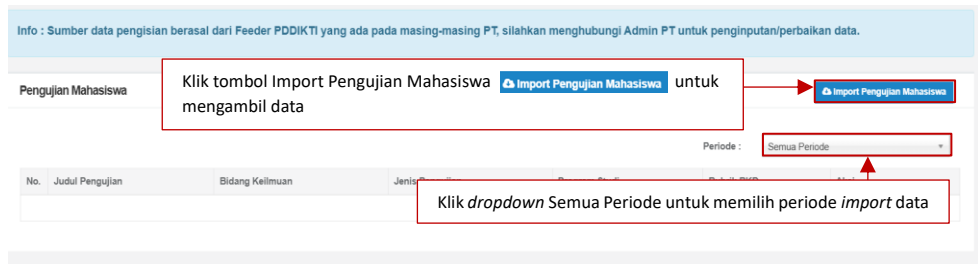 Info : Sumber data pengisian berasal dari Feeder PDDIKTI yang ada pada masing-masing PT, silahkan menghubungi Admin PT untuk penginputan/perbaikan data.
Klik tombol Import Pengujian Mahasiswa Import Pengujian Mahasiswa untuk
mengambil data
Pengujian Mahasiswa
Import Pengujian Mahasiswa
Periode : Semua Periode
No. Judul Pengujian Bidang Keilmuan
Klik dropdown Semua Periode untuk memilih periode import data